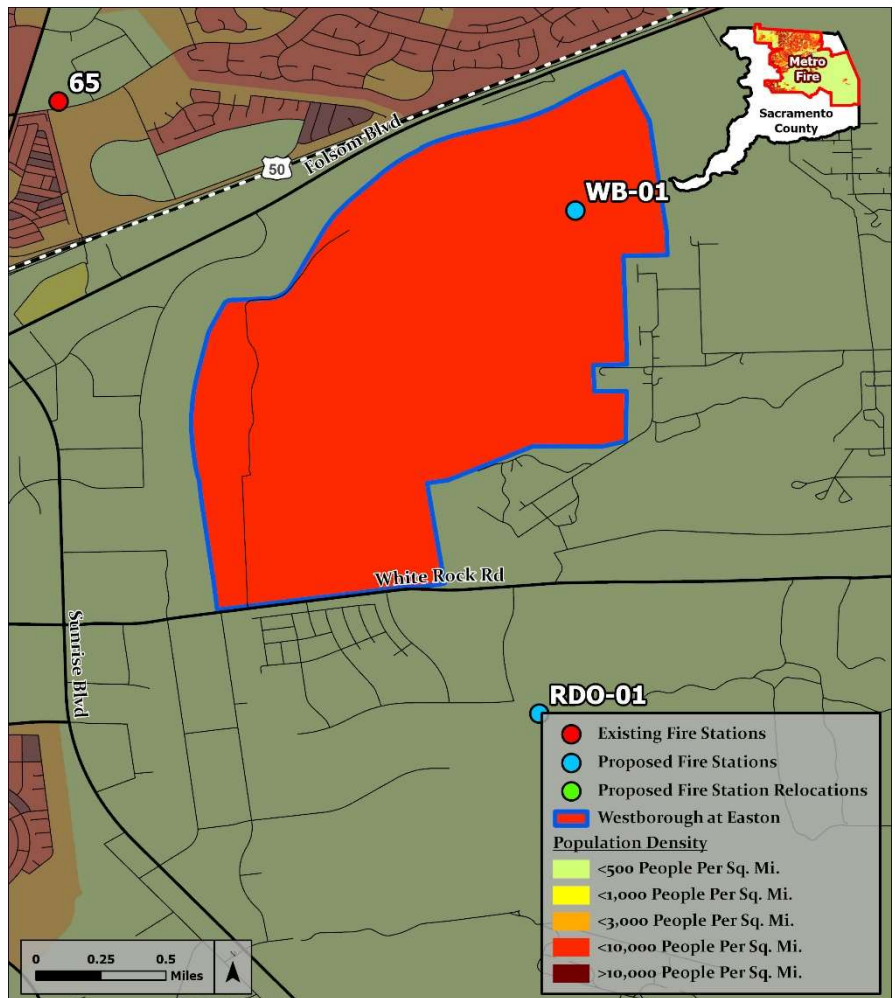 65
Metro
Fire
Sacramento
County
50
Folsom Blvd
WB-01
White Rock Rd
Sunrise Blvd
RDO-01
Existing Fire Stations
Proposed Fire Stations
Proposed Fire Station Relocations
Westborough at Easton
Population Density
<500 People Per Sq. Mi.
<1,000 People Per Sq. Mi.
<3,000 People Per Sq. Mi.
<10,000 People Per Sq. Mi.
>10,000 People Per Sq. Mi.
0 0.25 0.5
Miles